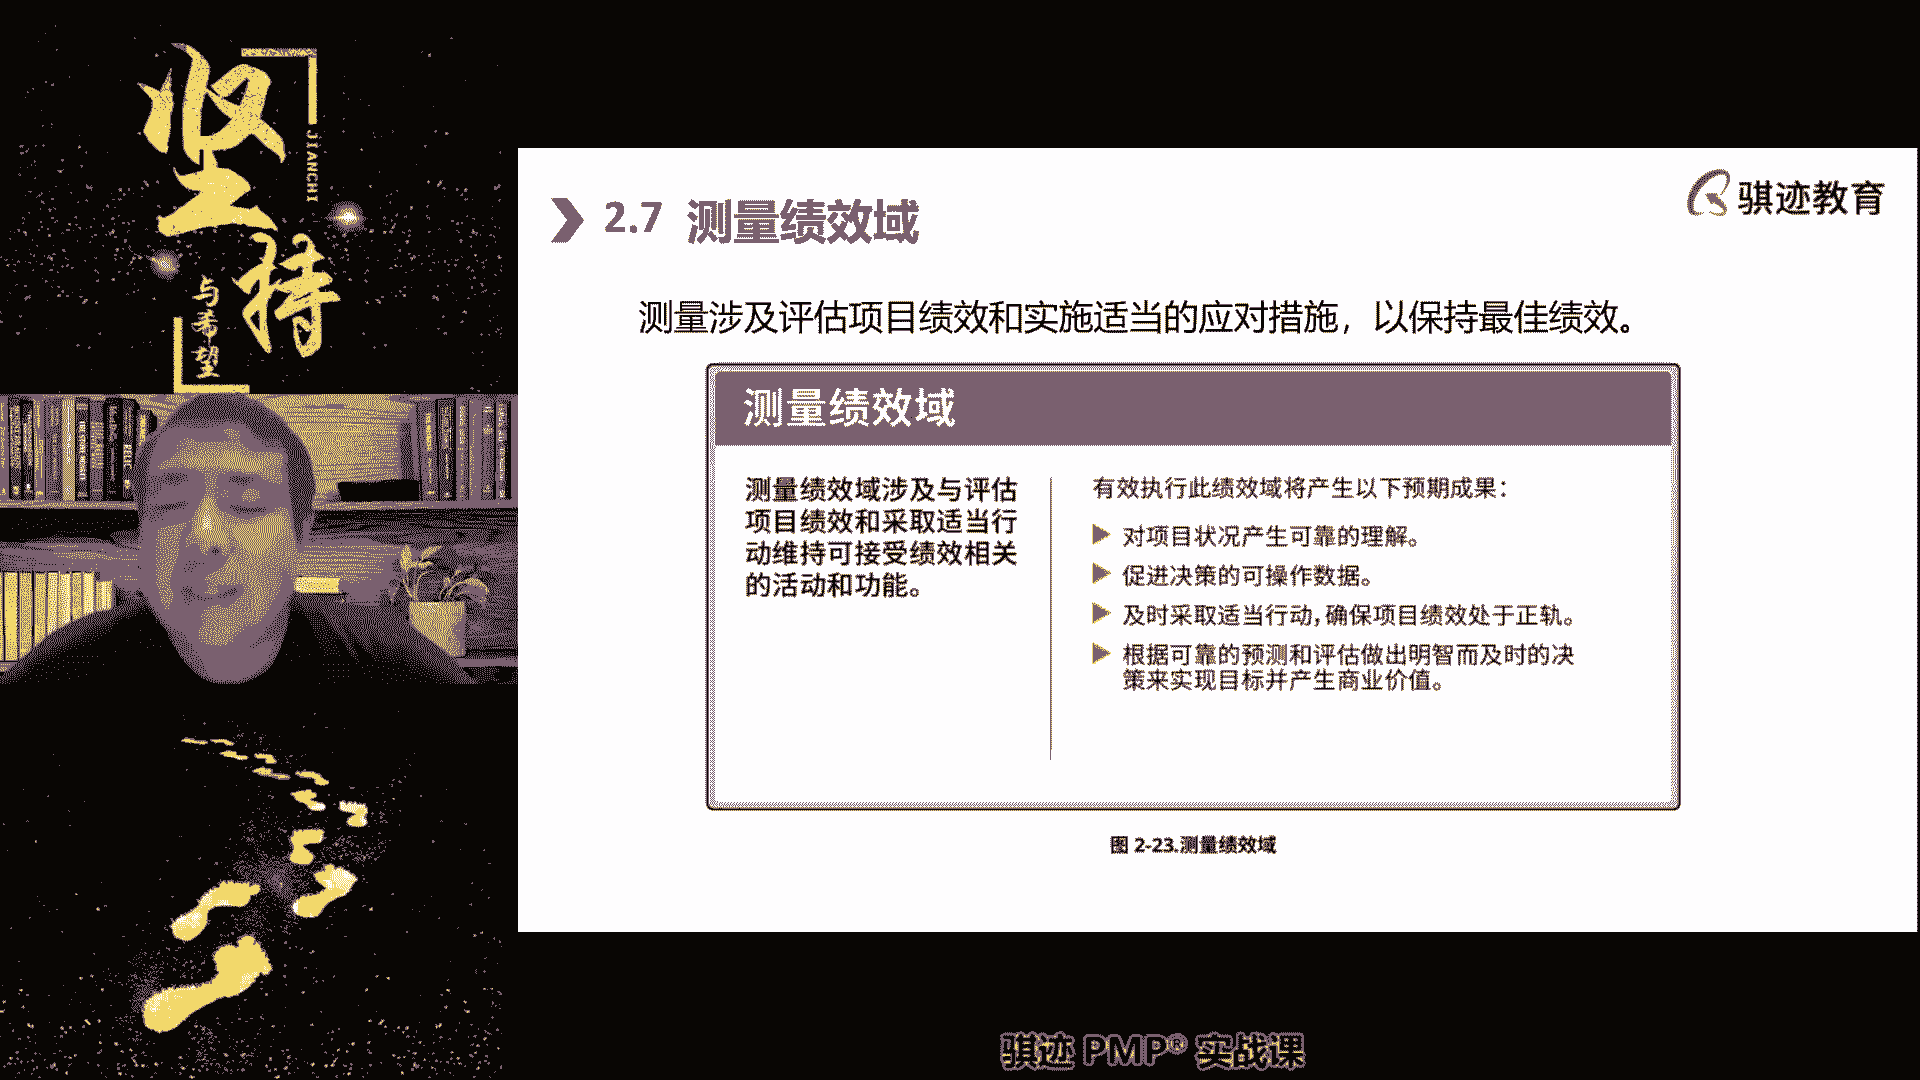 坚持
JIANCHI
与希望
骐迹教育
2.7 测量绩效域
测量涉及评估项目绩效和实施适当的应对措施，以保持最佳绩效。
测量绩效域
测量绩效域涉及与评估
项目绩效和采取适当行
动维持可接受绩效相关
的活动和功能。
有效执行此绩效域将产生以下预期成果：
对项目状况产生可靠的理解。
促进决策的可操作数据。
及时采取适当行动，确保项目绩效处于正轨。
根据可靠的预测和评估做出明智而及时的决
策来实现目标并产生商业价值。
图 2-23.测量绩效域
骐迹 PMP® 实战课